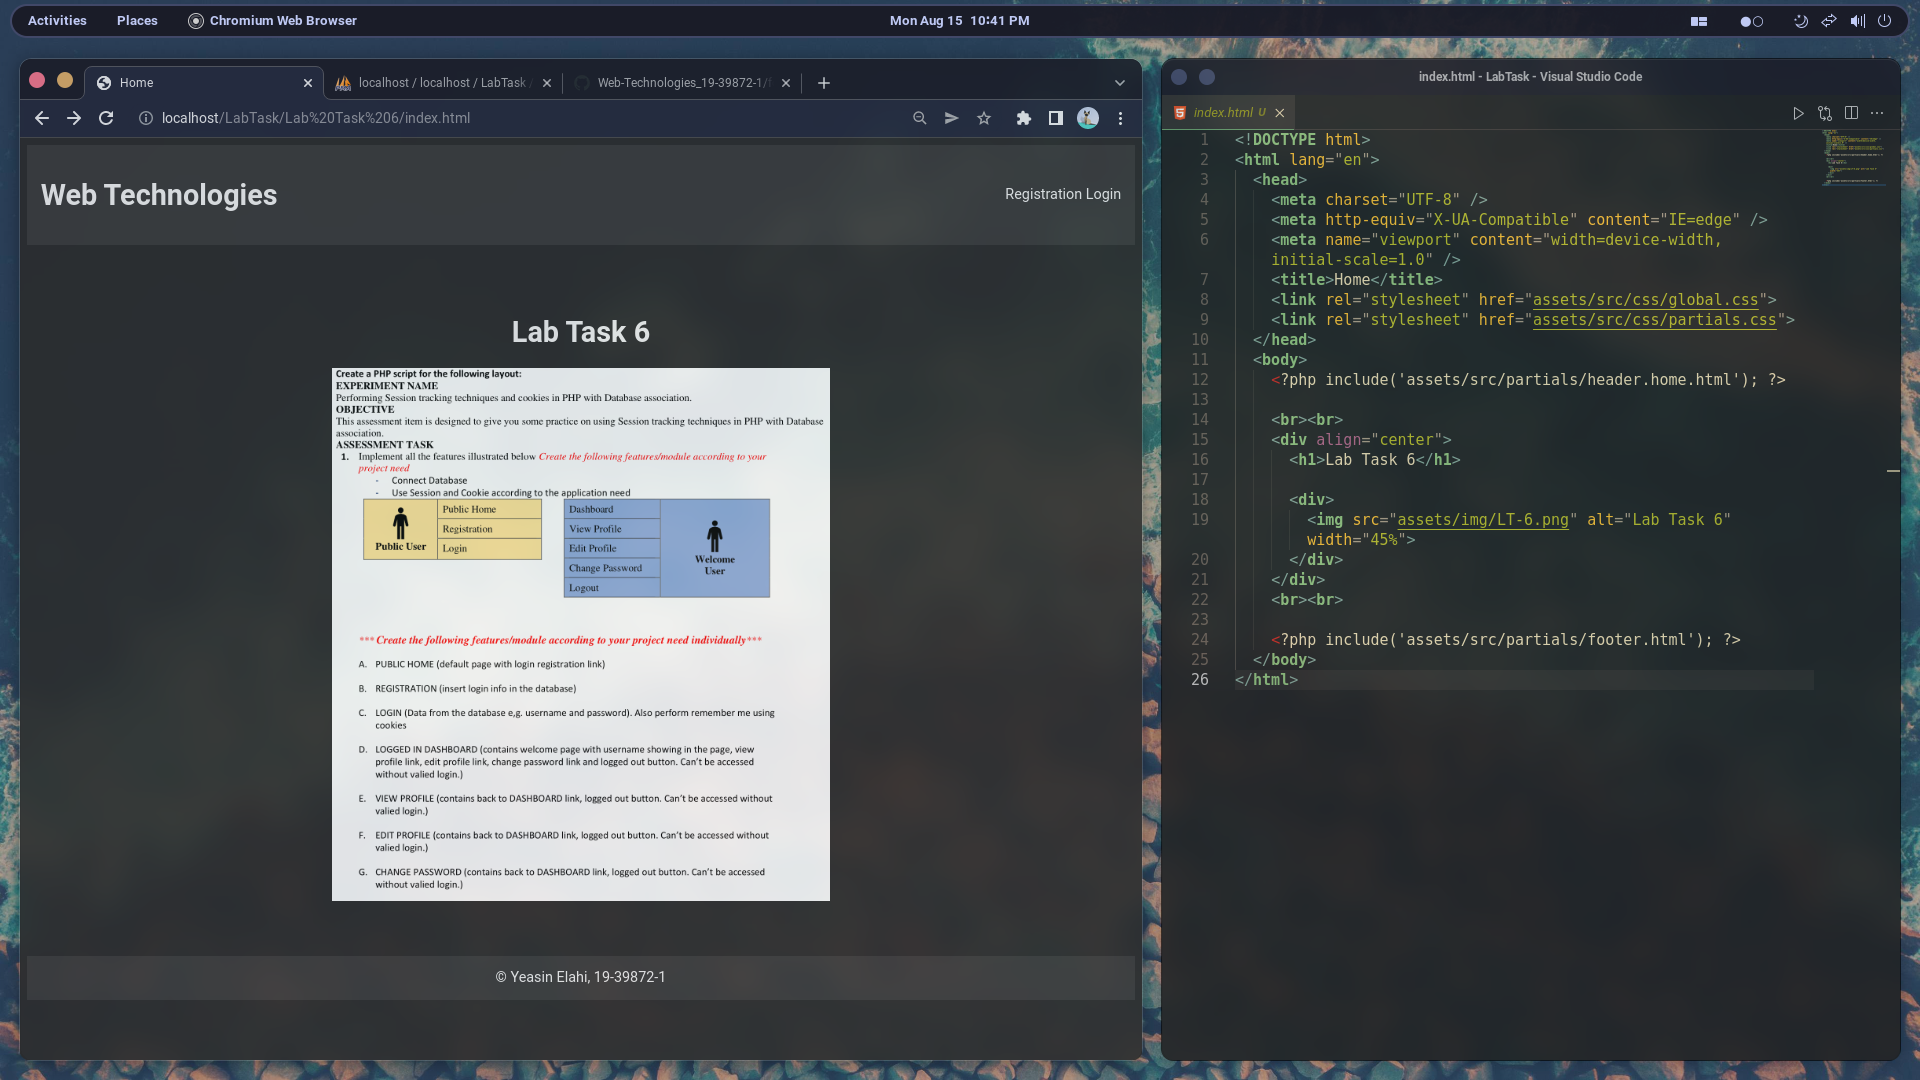 Activities Places Chromium Web Browser Mon Aug 15 10:41 PM
Home localhost / localhost / LabTask Web-Technologies_19-39872-1/
localhost/LabTask/Lab%20Task%206/index.html
Web Technologies
Registration Login
Lab Task 6
Create a PHP script for the following layout:
EXPERIMENT NAME
Performing Session tracking techniques and cookies in PHP with Database association.
OBJECTIVE
This assessment item is designed to give you some practice on using Session tracking techniques in PHP with Database
association.
ASSESSMENT TASK
1. Implement all the features illustrated below Create the following features/module according to your
project need
- Connect Database
- Use Session and Cookie according to the application need
Public User
Public Home
Registration
Login
Dashboard
View Profile
Edit Profile
Change Password
Logout
Welcome
User
*** Create the following features/module according to your project need individually***
A. PUBLIC HOME (default page with login registration link)
B. REGISTRATION (insert login info in the database)
C. LOGIN (Data from the database e,g. username and password). Also perform remember me using
cookies
D. LOGGED IN DASHBOARD (contains welcome page with username showing in the page, view
profile link, edit profile link, change password link and logged out button. Can't be accessed
without valied login.)
E. VIEW PROFILE (contains back to DASHBOARD link, logged out button. Can't be accessed without
valied login.)
F. EDIT PROFILE (contains back to DASHBOARD link, logged out button. Can't be accessed without
valied login.)
G. CHANGE PASSWORD (contains back to DASHBOARD link, logged out button. Can't be accessed
without valied login.)
© Yeasin Elahi, 19-39872-1
index.html - LabTask - Visual Studio Code
index.html U
1 <!DOCTYPE html>
2 <html lang="en">
3 <head>
4 <meta charset="UTF-8" />
5 <meta http-equiv="X-UA-Compatible" content="IE=edge" />
6 <meta name="viewport" content="width=device-width,
initial-scale=1.0" />
7 <title>Home</title>
8 <link rel="stylesheet" href="assets/src/css/global.css">
9 <link rel="stylesheet" href="assets/src/css/partials.css">
10 </head>
11 <body>
12 <?php include('assets/src/partials/header.home.html'); ?>
13
14 <br><br>
15 <div align="center">
16 <h1>Lab Task 6</h1>
17
18 <div>
19 <img src="assets/img/LT-6.png" alt="Lab Task 6"
width="45%">
20 </div>
21 </div>
22 <br><br>
23
24 <?php include('assets/src/partials/footer.html'); ?>
25 </body>
26 </html>